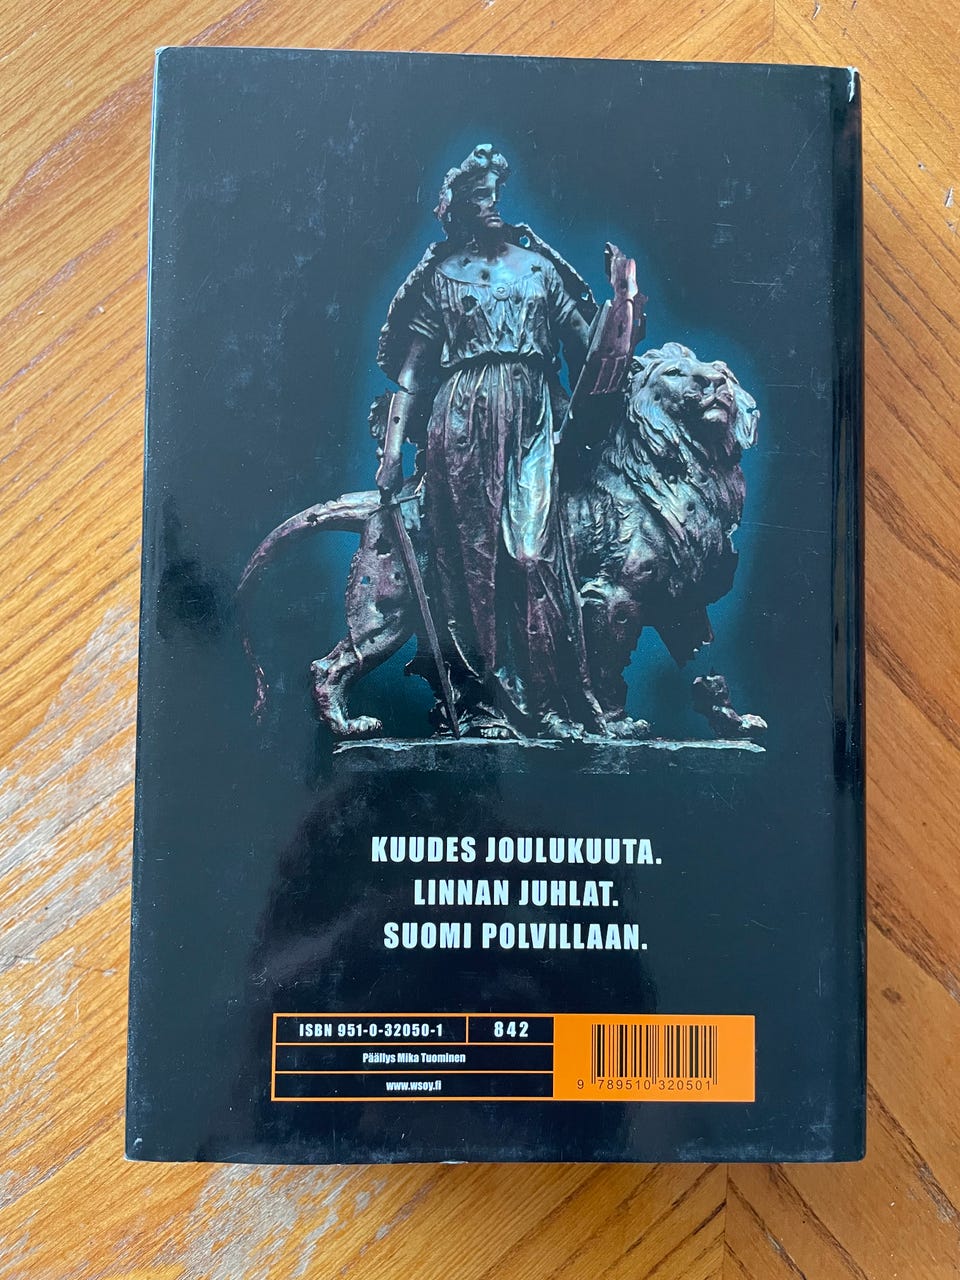 KUUDES JOULUKUUTA.
LINNAN JUHLAT.
SUOMI POLVILLAAN.
ISBN 951-0-32050-1 842
Päällys Mika Tuominen
www.wsoy.fi
9 789510 320501